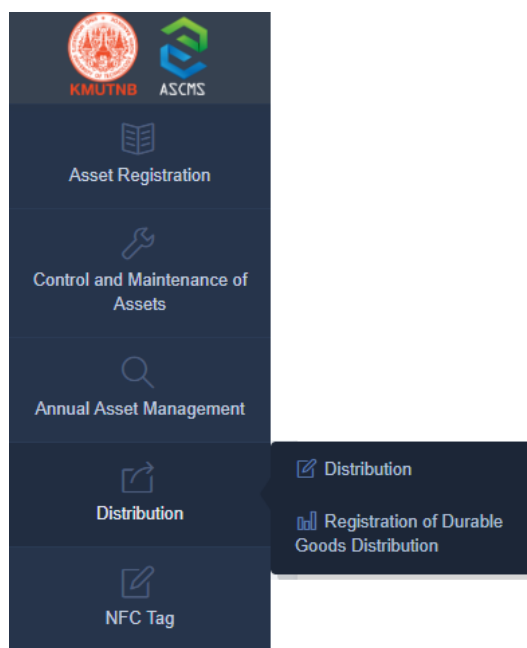 KMUTNB ASCMS
Asset Registration
Control and Maintenance of
Assets
Annual Asset Management
Distribution
Distribution
Registration of Durable
Goods Distribution
NFC Tag